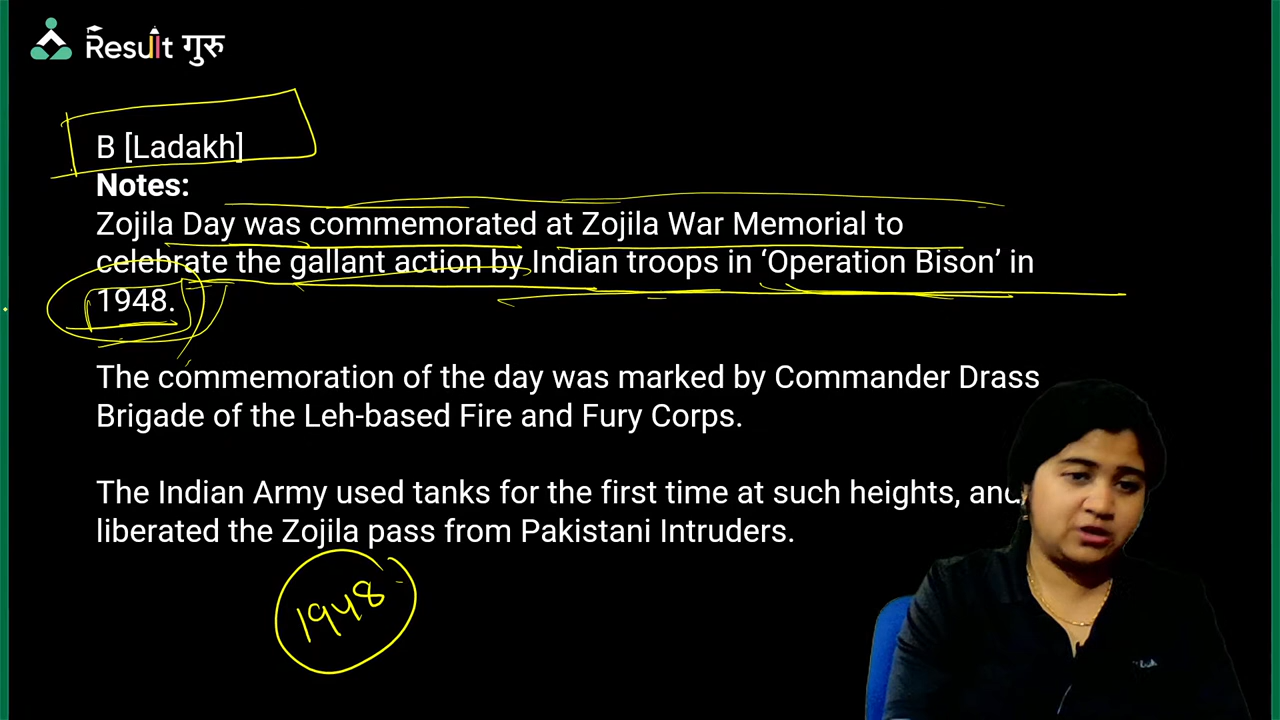 Result गुरु
B [Ladakh]
Notes:
Zojila Day was commemorated at Zojila War Memorial to
celebrate the gallant action by Indian troops in ‘Operation Bison’ in
1948.
The commemoration of the day was marked by Commander Drass
Brigade of the Leh-based Fire and Fury Corps.
The Indian Army used tanks for the first time at such heights, and
liberated the Zojila pass from Pakistani Intruders.
1948